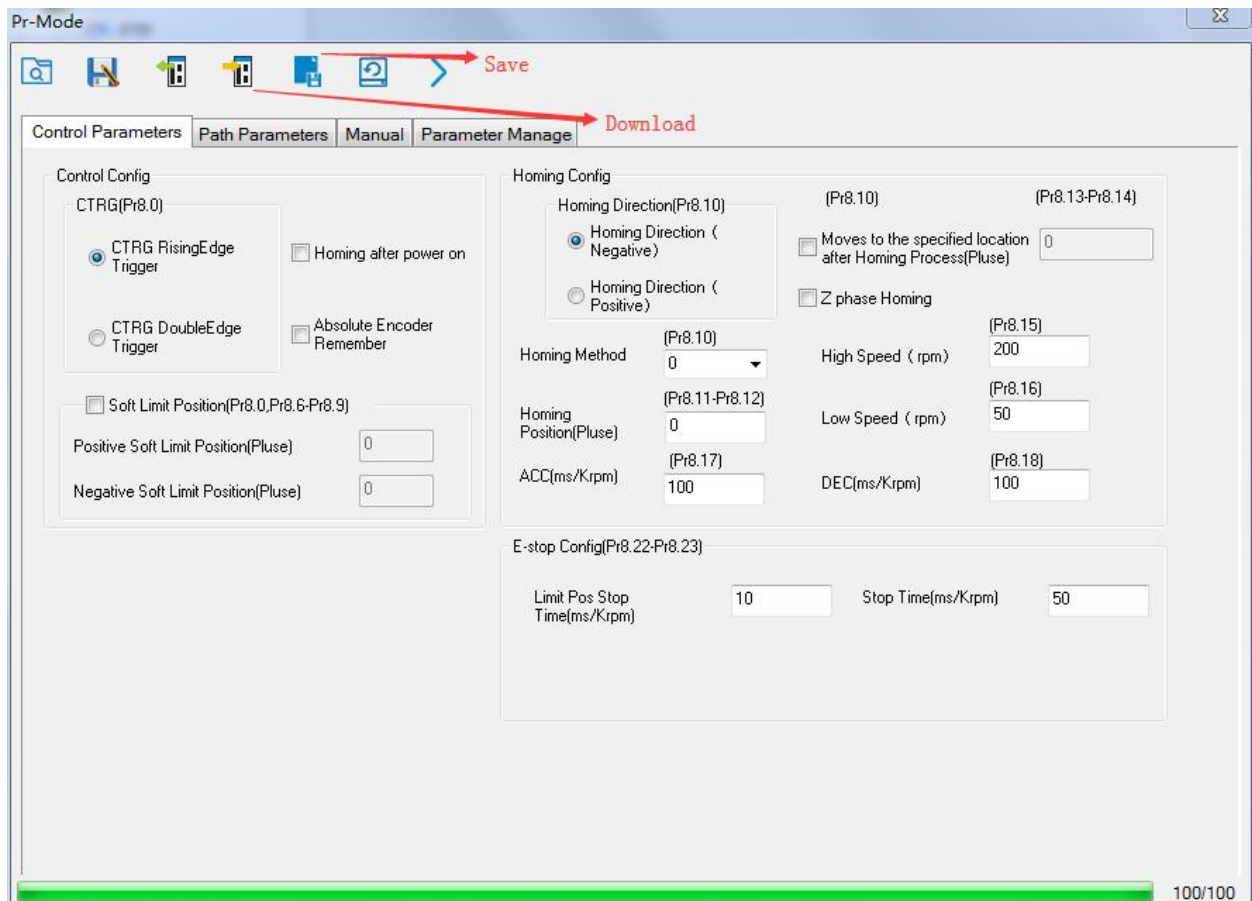 Pr-Mode
Save
Download
Control Parameters
Path Parameters
Manual
Parameter Manage
Control Config
CTRG(Pr8.0)
CTRG RisingEdge
Trigger
Homing after power on
CTRG DoubleEdge
Trigger
Absolute Encoder
Remember
Soft Limit Position(Pr8.0,Pr8.6-Pr8.9)
Positive Soft Limit Position(Pluse)
0
Negative Soft Limit Position(Pluse)
0
Homing Config
Homing Direction(Pr8.10)
Homing Direction (
Negative)
Homing Direction (
Positive)
(Pr8.10)
(Pr8.13-Pr8.14)
Moves to the specified location
after Homing Process(Pluse)
0
Z phase Homing
Homing Method
(Pr8.10)
0
High Speed (rpm)
(Pr8.15)
200
Homing
Position(Pluse)
(Pr8.11-Pr8.12)
0
Low Speed (rpm)
(Pr8.16)
50
ACC(ms/Krpm)
(Pr8.17)
100
DEC(ms/Krpm)
(Pr8.18)
100
E-stop Config(Pr8.22-Pr8.23)
Limit Pos Stop
Time(ms/Krpm)
10
Stop Time(ms/Krpm)
50
100/100